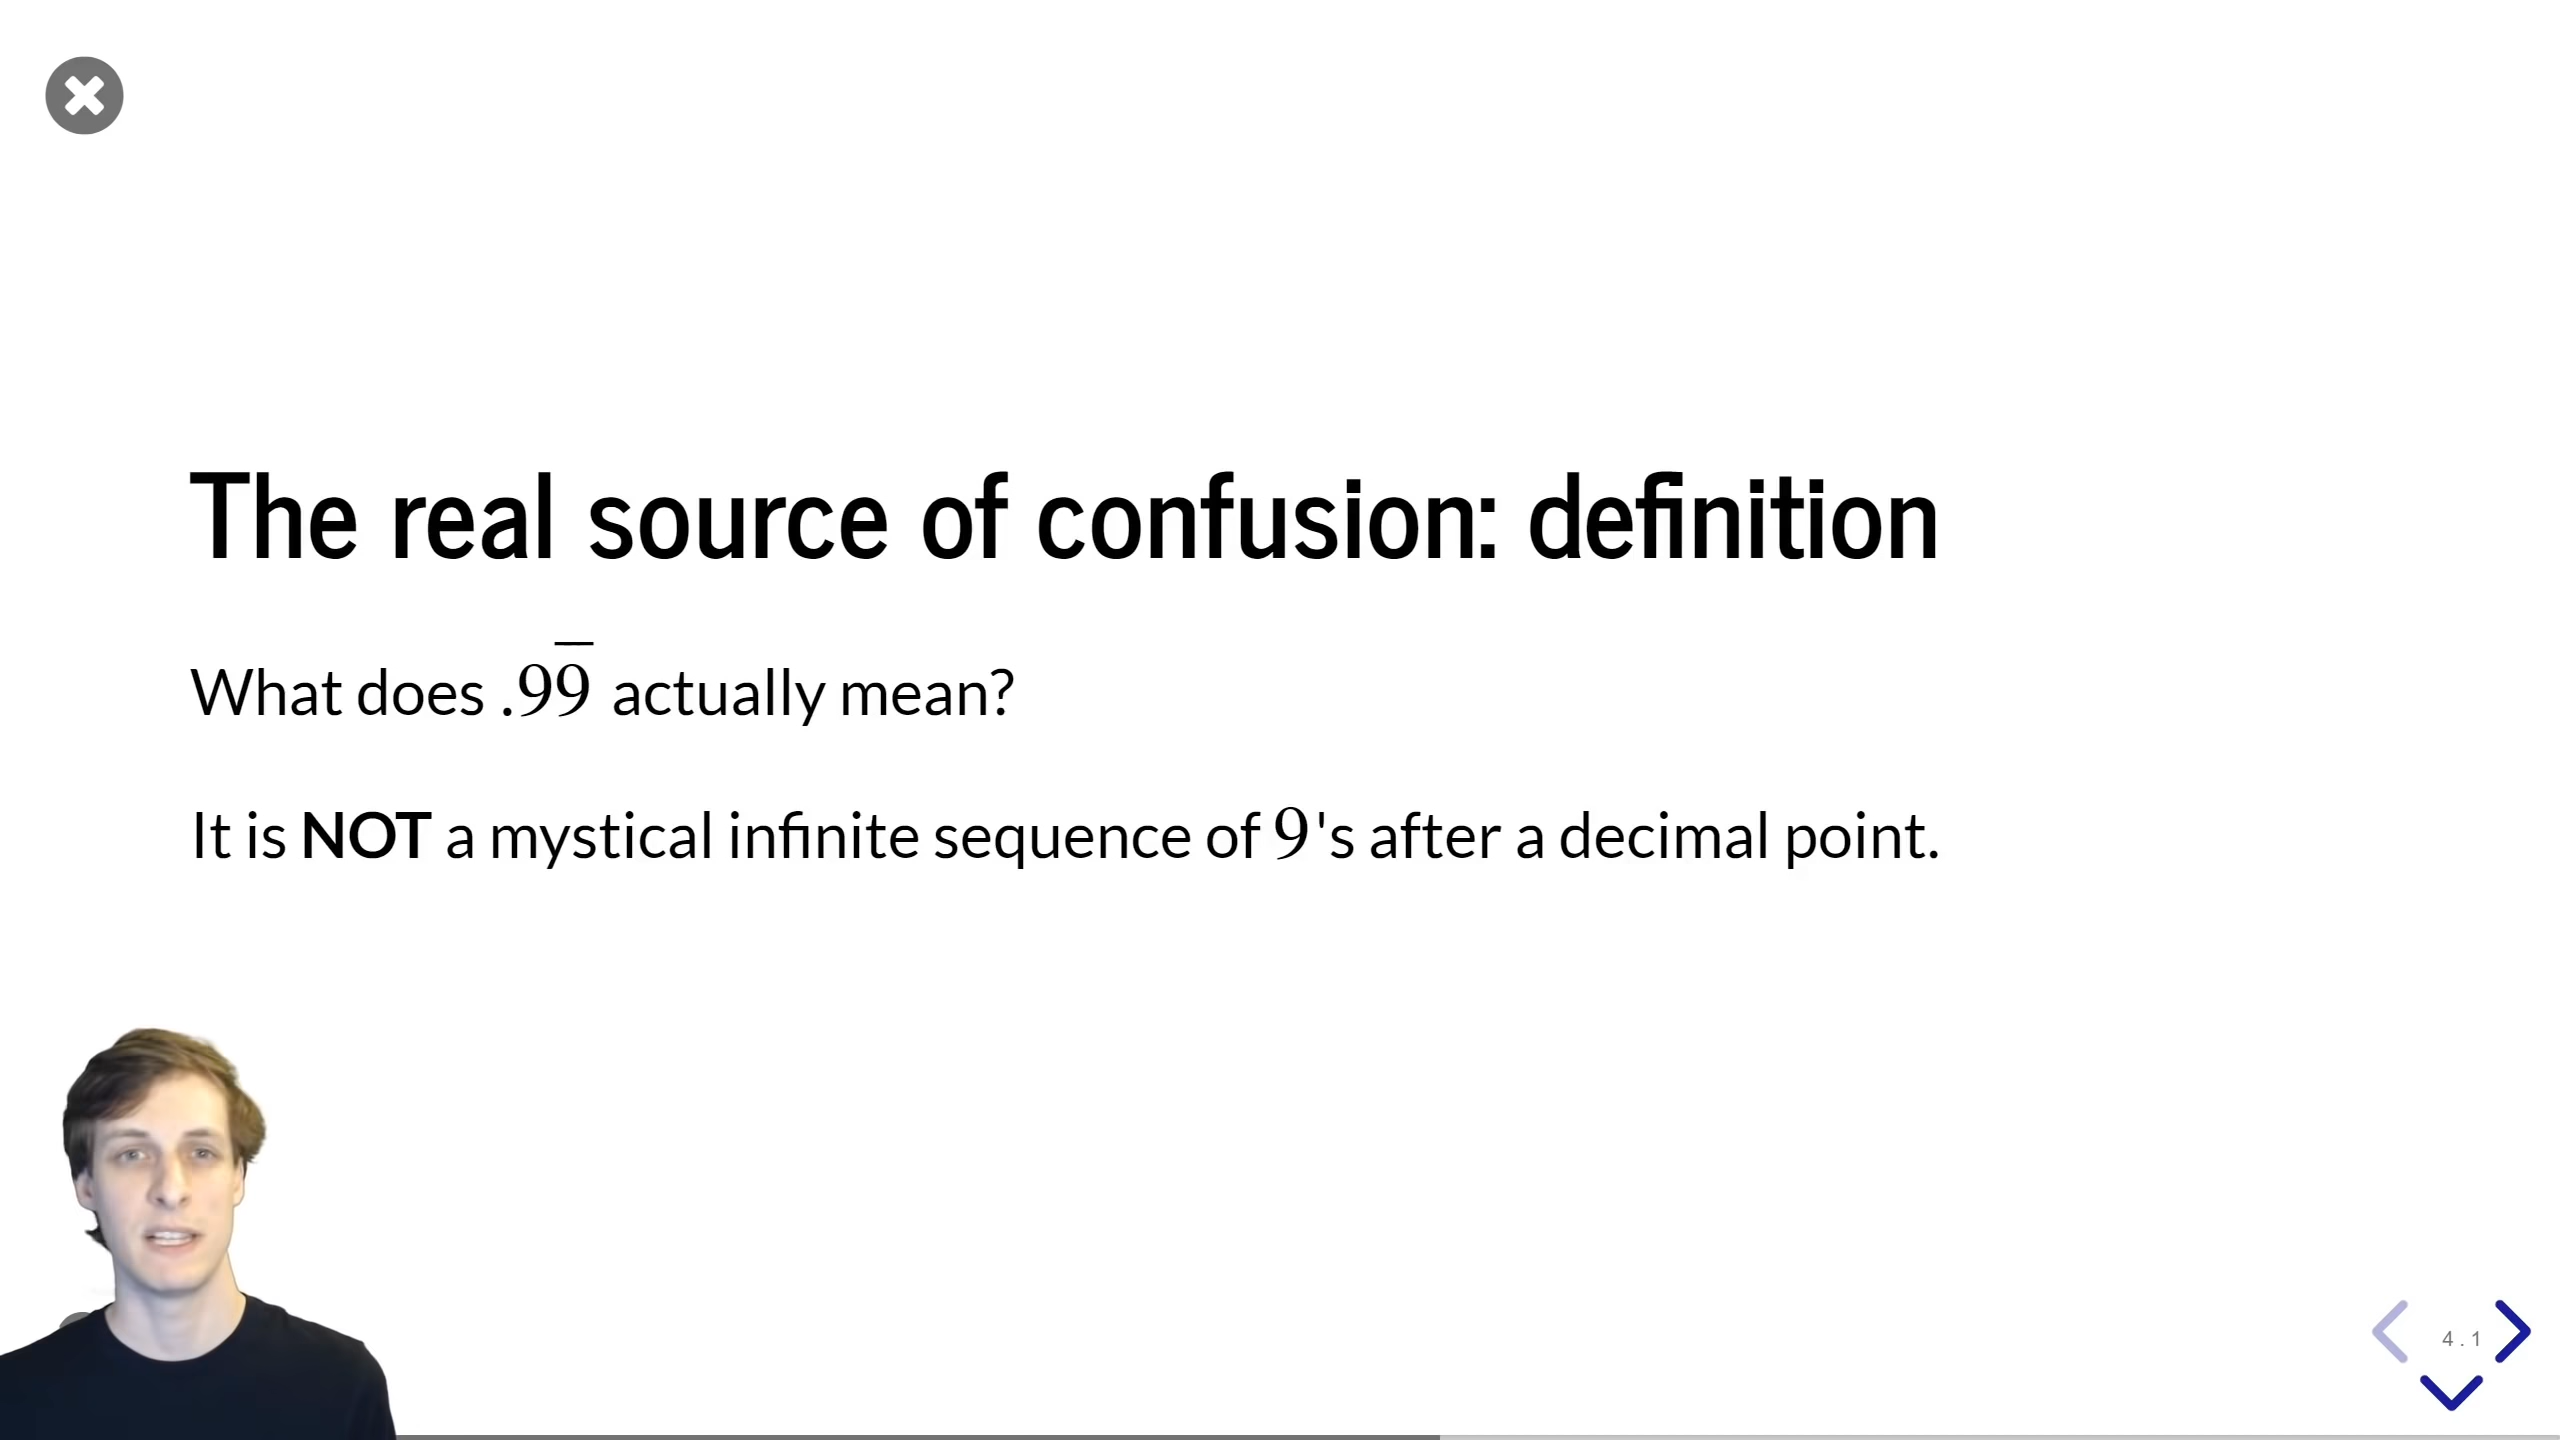 The real source of confusion: definition
What does .99̅ actually mean?
It is NOT a mystical infinite sequence of 9's after a decimal point.
4.1